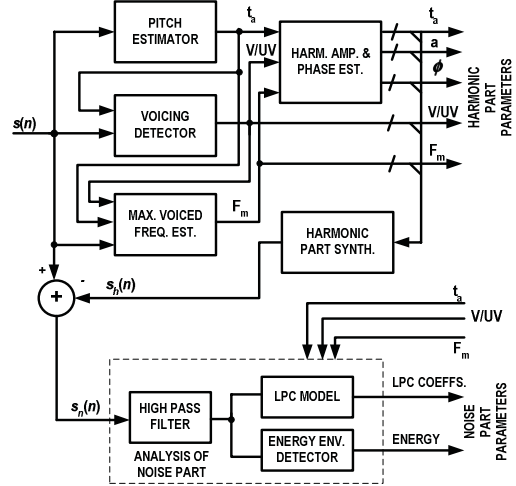 PITCH
ESTIMATOR
t_a
V/UV
HARM. AMP. &
PHASE EST.
t_a
a
ϕ
V/UV
F_m
HARMONIC
PART
PARAMETERS
s(n)
VOICING
DETECTOR
MAX. VOICED
FREQ. EST.
F_m
HARMONIC
PART SYNTH.
+
-
+
s_h(n)
t_a
V/UV
F_m
s_n(n)
HIGH PASS
FILTER
LPC MODEL
ENERGY ENV.
DETECTOR
ANALYSIS OF
NOISE PART
LPC COEFFS.
ENERGY
NOISE
PART
PARAMETERS